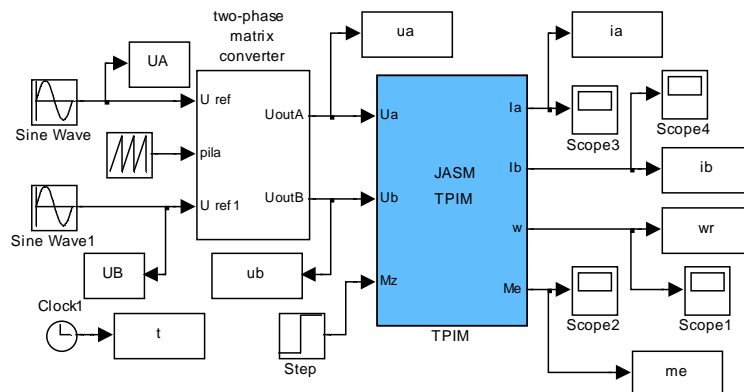 two-phase
matrix
converter
ua
ia
UA
U ref
UoutA
Ua
Ia
Sine Wave
Scope3
Scope4
pila
JASM
TPIM
Ib
ib
U ref 1
UoutB
Ub
w
wr
Sine Wave1
UB
ub
Mz
Me
Clock1
Scope2
Scope1
t
Step
TPIM
me